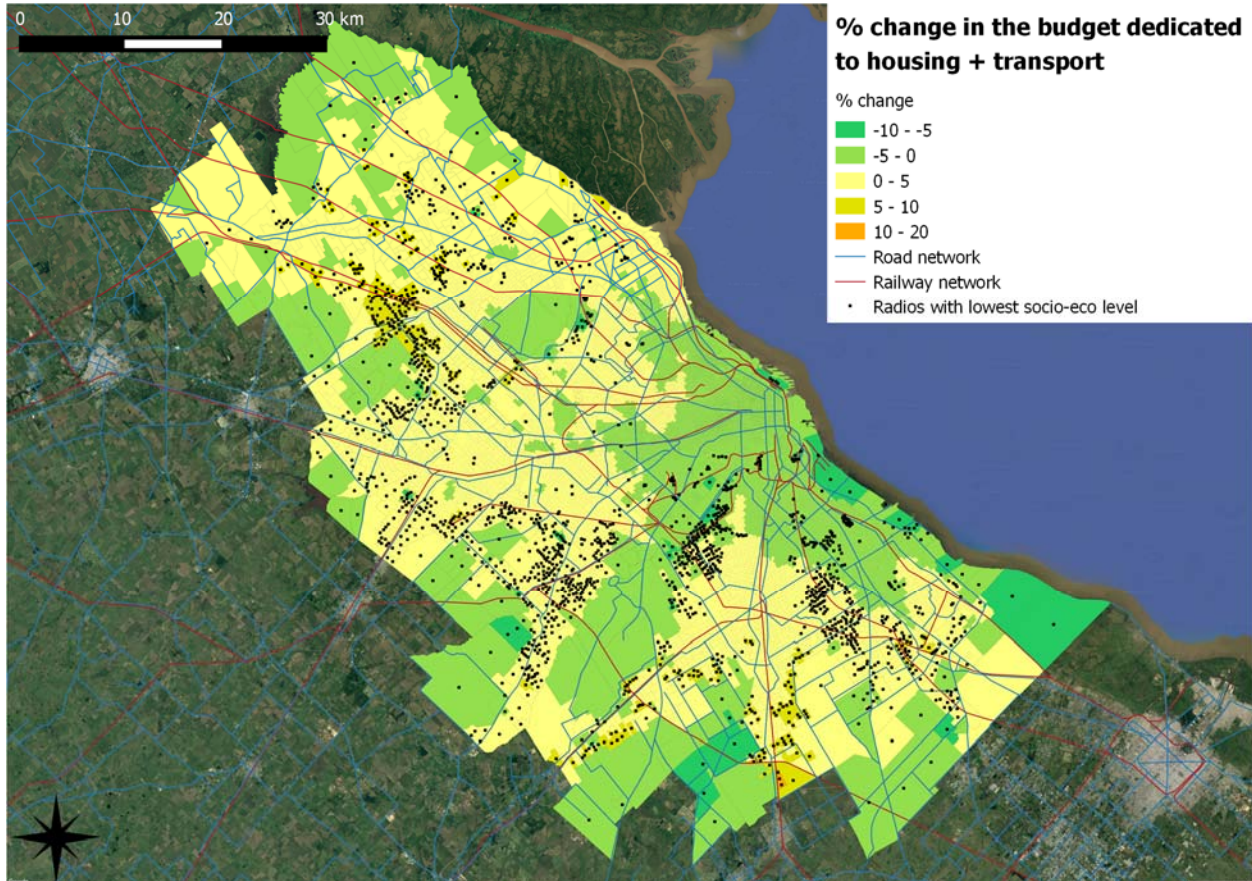 0 10 20 30 km
% change in the budget dedicated
to housing + transport
% change
-10 - -5
-5 - 0
0 - 5
5 - 10
10 - 20
Road network
Railway network
Radios with lowest socio-eco level